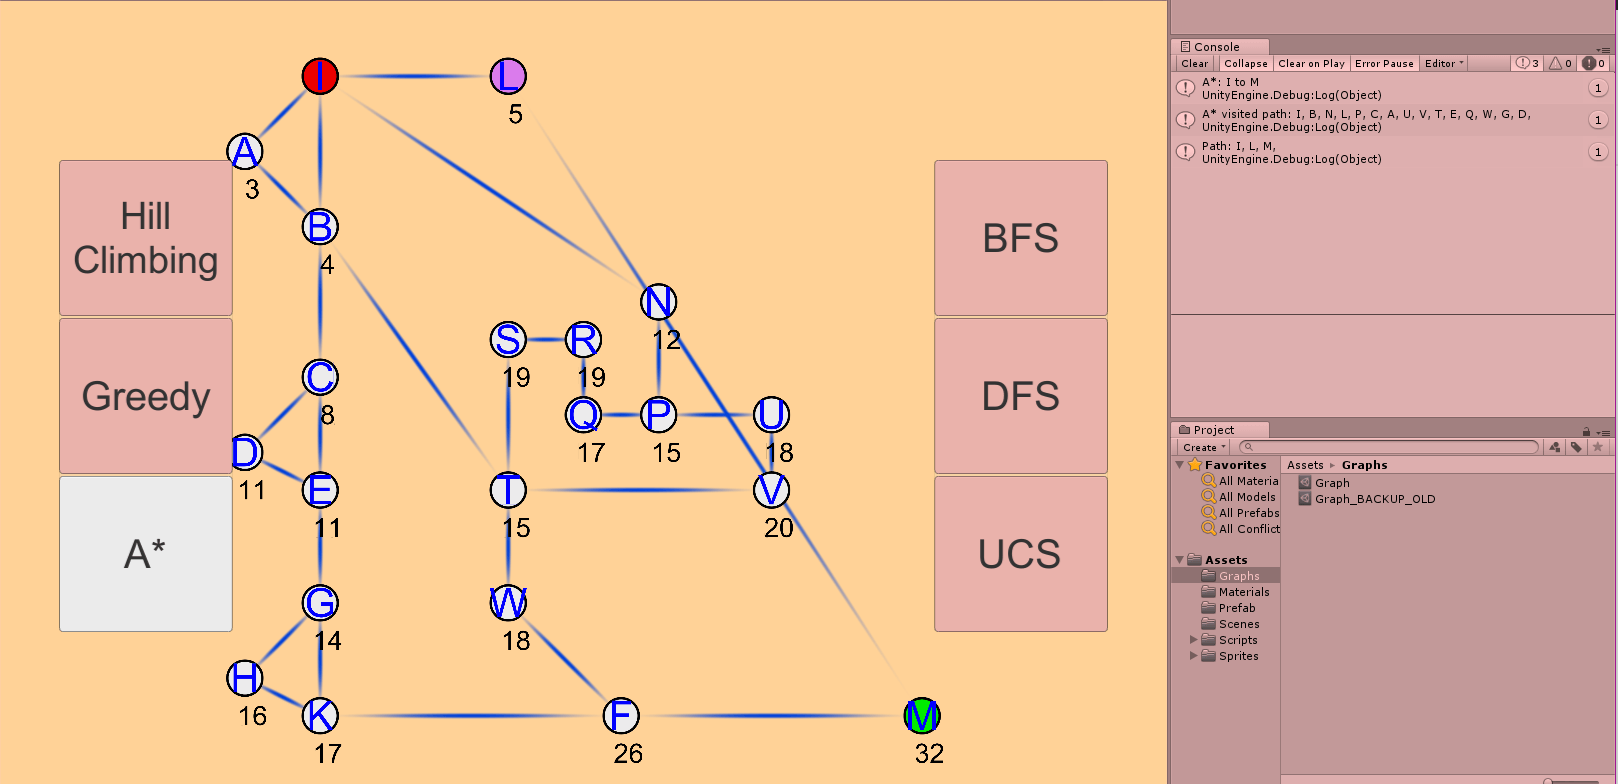 I
L
5
A
3
Hill
Climbing
B
4
BFS
N
12
S
R
19
19
C
8
Greedy
Q
P
U
17
15
18
DFS
D
11
E
11
T
15
V
20
A*
UCS
G
14
W
18
H
16
K
17
F
26
M
32
Console
Clear
Collapse
Clear on Play
Error Pause
Editor
3
0
0
A*: I to M
UnityEngine.Debug:Log(Object)
1
A* visited path: I, B, N, L, P, C, A, U, V, T, E, Q, W, G, D,
UnityEngine.Debug:Log(Object)
1
Path: I, L, M,
UnityEngine.Debug:Log(Object)
1
Project
Create
Favorites
All Materia
All Models
All Prefabs
All Conflict
Assets
Graphs
Materials
Prefab
Scenes
Scripts
Sprites
Assets Graphs
Graph
Graph_BACKUP_OLD